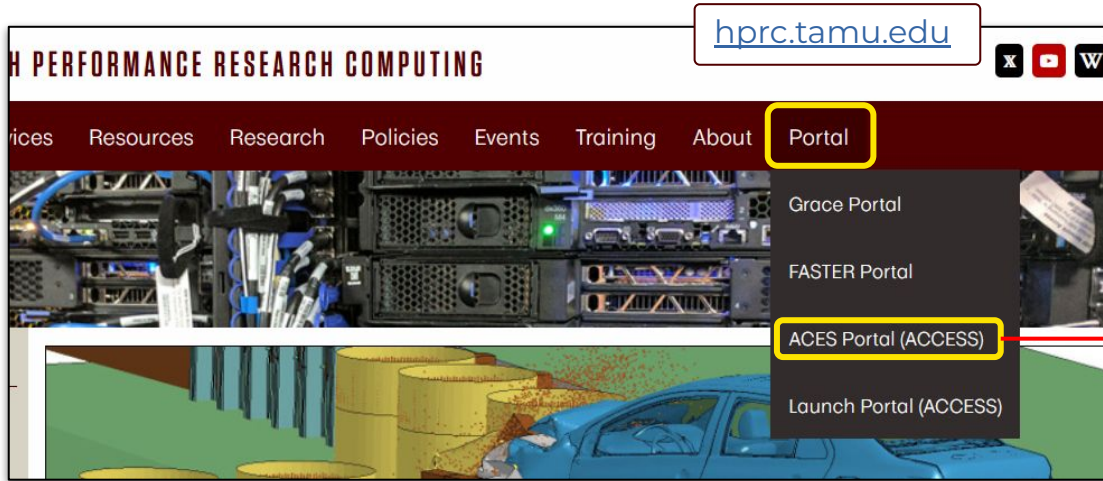 hprc.tamu.edu
H PERFORMANCE RESEARCH COMPUTING
X
W
vices Resources Research Policies Events Training About Portal
Grace Portal
FASTER Portal
ACES Portal (ACCESS)
Launch Portal (ACCESS)